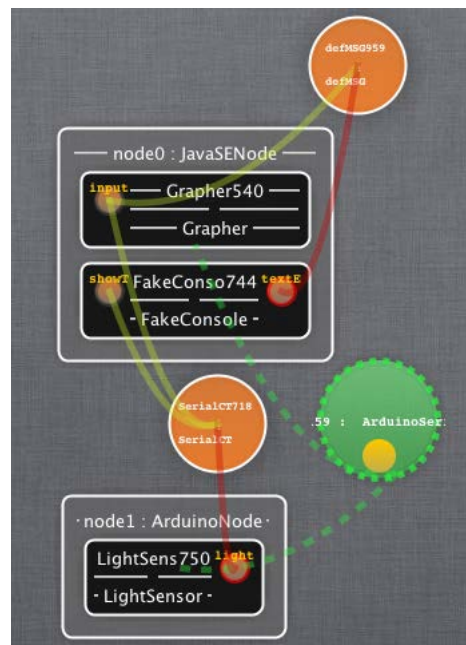 defMSG959
defMSG
node0 : JavaSENode
input
Grapher540
Grapher
showT
FakeConso744
textE
- FakeConsole -
SerialCT718
SerialCT
.59 : ArduinoSer
node1 : ArduinoNode
LightSens750
light
- LightSensor -